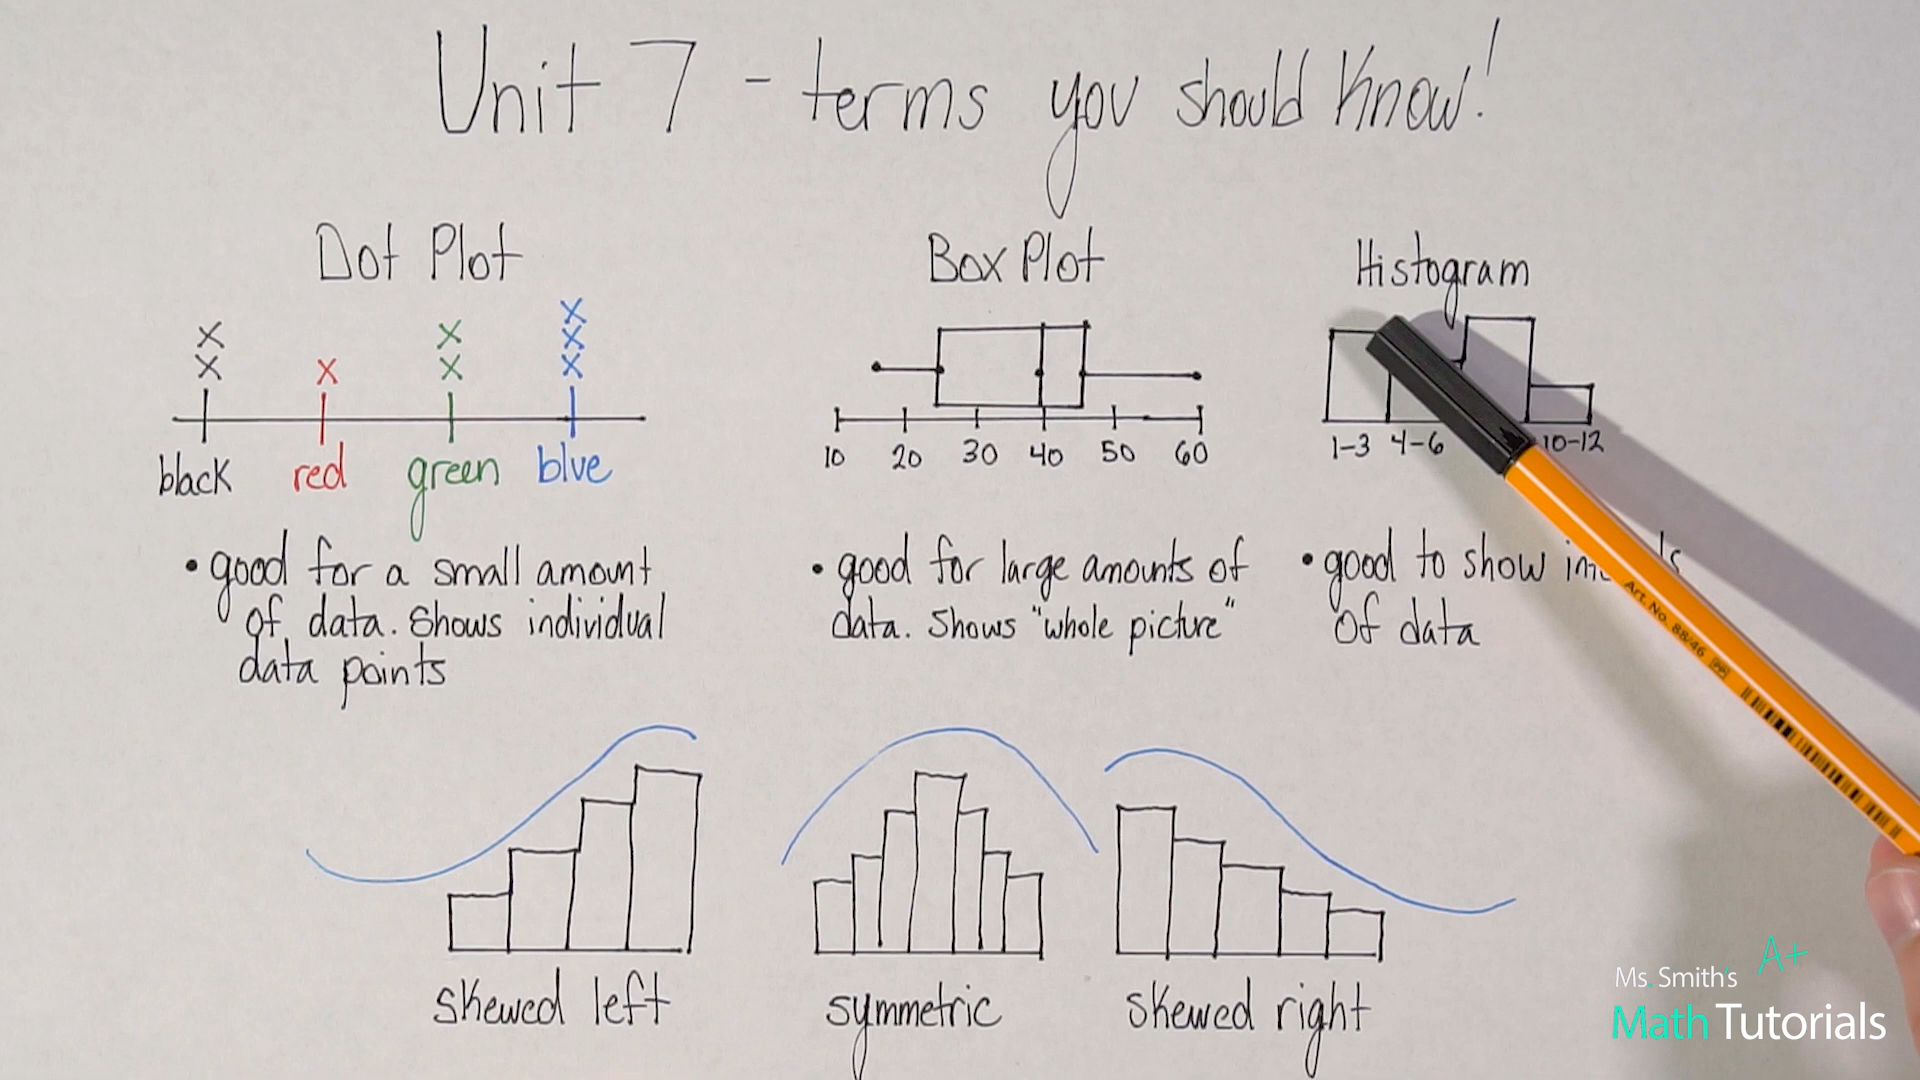 Unit 7 - terms you should know!
Dot Plot
x x x x x x x x
black red green blue
• good for a small amount
of data. Shows individual
data points
Box Plot
10 20 30 40 50 60
• good for large amounts of
data. Shows "whole picture"
Histogram
1-3 4-6 10-12
• good to show
of data
Art. No. 88/46
skewed left
symmetric
skewed right
Ms. Smith's A+
Math Tutorials